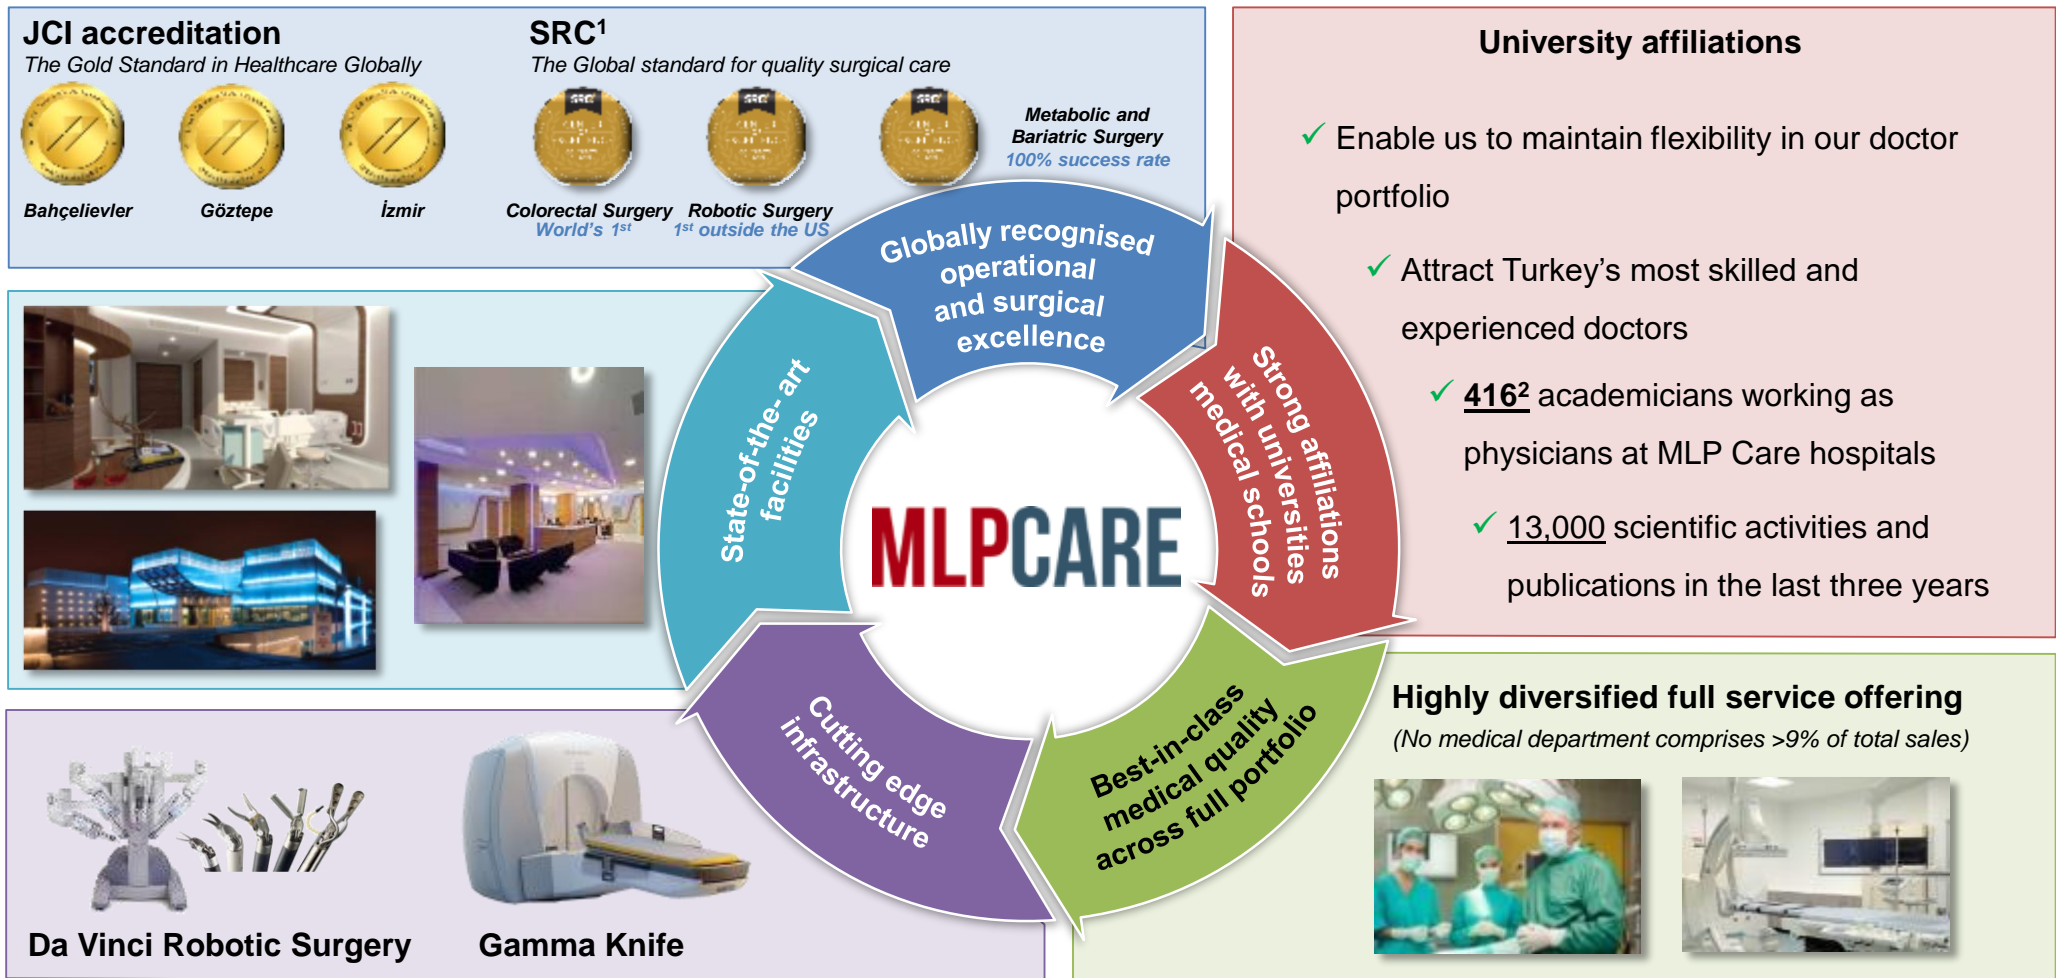 JCI accreditation
The Gold Standard in Healthcare Globally
Bahçelievler
Göztepe
İzmir
SRC¹
The Global standard for quality surgical care
SRC
SRC
SRC
Colorectal Surgery
World's 1st
Robotic Surgery
1st outside the US
Metabolic and
Bariatric Surgery
100% success rate
University affiliations
✓ Enable us to maintain flexibility in our doctor
portfolio
✓ Attract Turkey's most skilled and
experienced doctors
✓ 416² academicians working as
physicians at MLP Care hospitals
✓ 13,000 scientific activities and
publications in the last three years
Globally recognised
operational
and surgical
excellence
Strong affiliations
with universities
medical schools
Best-in-class
medical quality
across full portfolio
Cutting edge
infrastructure
State-of-the- art
facilities
MLPCARE
Highly diversified full service offering
(No medical department comprises >9% of total sales)
Da Vinci Robotic Surgery
Gamma Knife